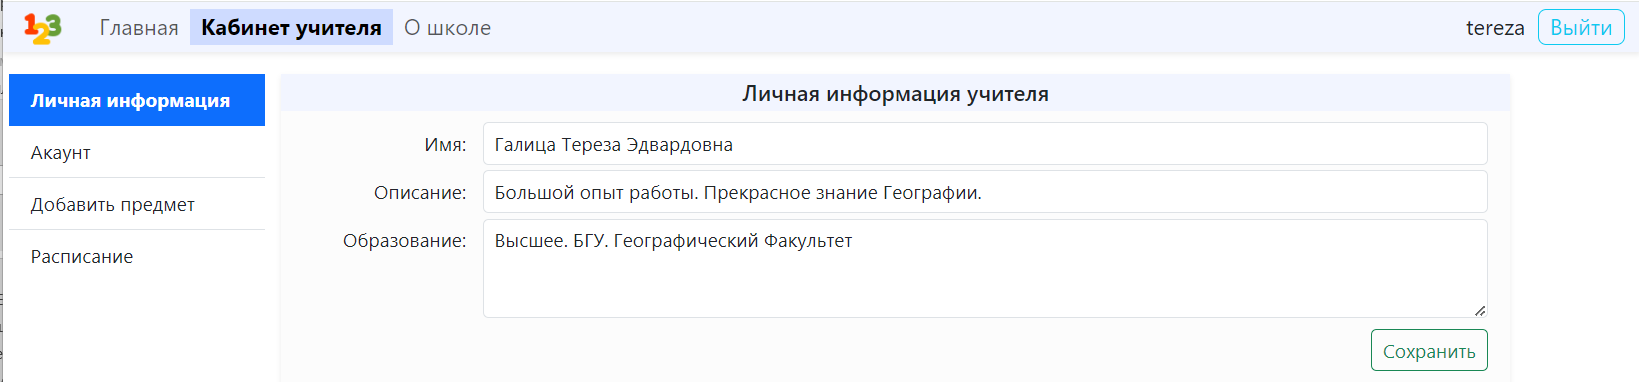 123 Главная Кабинет учителя О школе tereza Выйти
Личная информация
Акаунт
Добавить предмет
Расписание
Личная информация учителя
Имя: Галица Тереза Эдвардовна
Описание: Большой опыт работы. Прекрасное знание Географии.
Образование: Высшее. БГУ. Географический Факультет
Сохранить